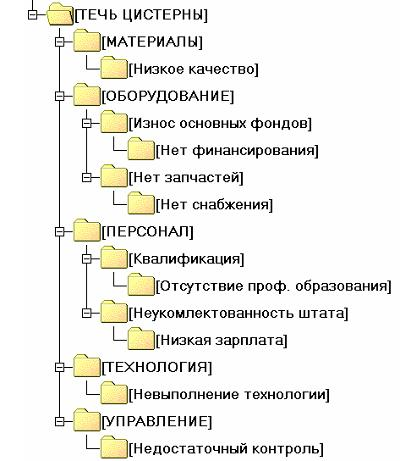 [ТЕЧЬ ЦИСТЕРНЫ]
[МАТЕРИАЛЫ]
[Низкое качество]
[ОБОРУДОВАНИЕ]
[Износ основных фондов]
[Нет финансирования]
[Нет запчастей]
[Нет снабжения]
[ПЕРСОНАЛ]
[Квалификация]
[Отсутствие проф. образования]
[Неукомлектованность штата]
[Низкая зарплата]
[ТЕХНОЛОГИЯ]
[Невыполнение технологии]
[УПРАВЛЕНИЕ]
[Недостаточный контроль]